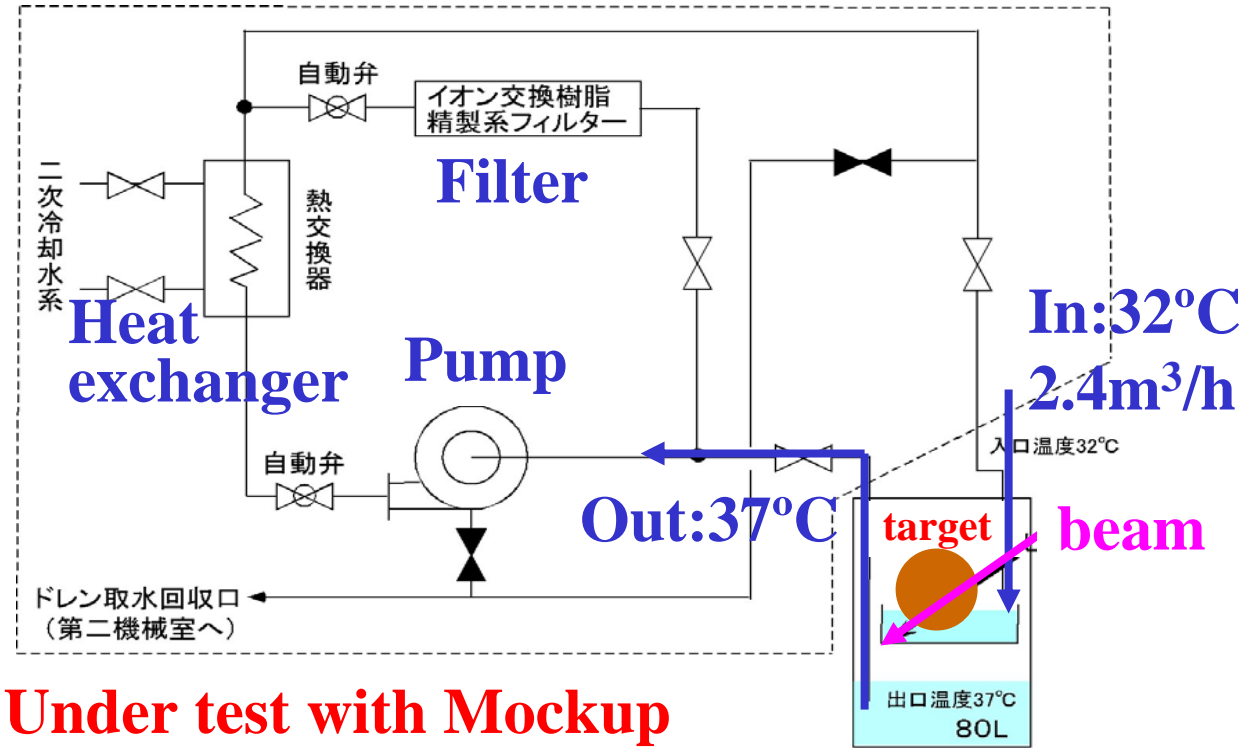 自動弁
イオン交換樹脂
精製系フィルター
Filter
二次冷却水系
熱交換器
Heat
exchanger
Pump
In:32ºC
2.4m³/h
入口温度32℃
自動弁
Out:37ºC
target
beam
ドレン取水回収口
（第二機械室へ）
出口温度37℃
80L
Under test with Mockup